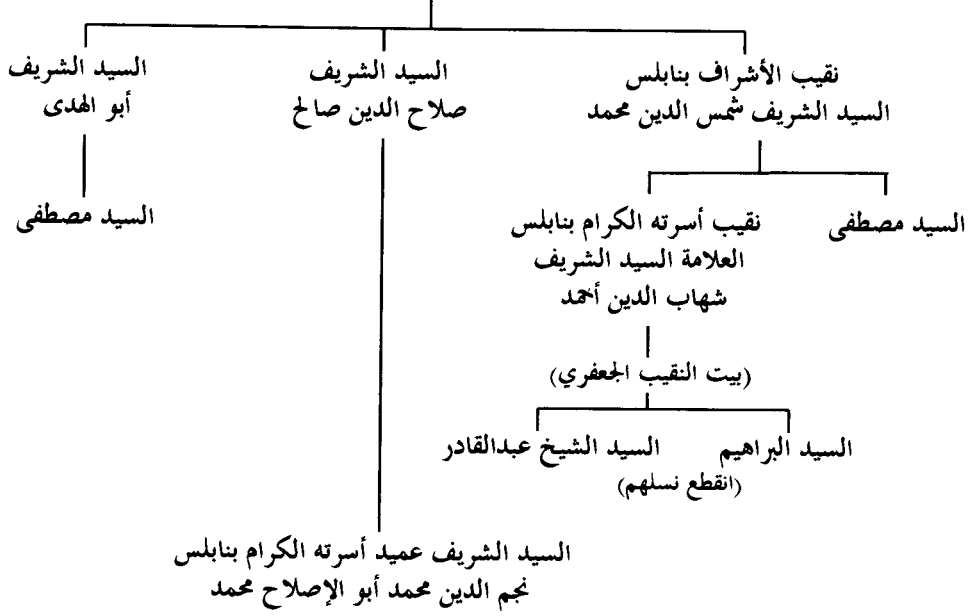 نقيب الأشراف بنابلس
السيد الشريف شمس الدين محمد
السيد الشريف
صلاح الدين صالح
السيد الشريف
أبو الهدى
السيد مصطفى
نقيب أسرته الكرام بنابلس
العلامة السيد الشريف
شهاب الدين أحمد
السيد مصطفى
(بيت النقيب الجعفري)
السيد البراهيم
السيد الشيخ عبدالقادر
(انقطع نسلهم)
السيد الشريف عميد أسرته الكرام بنابلس
نجم الدين محمد أبو الإصلاح محمد